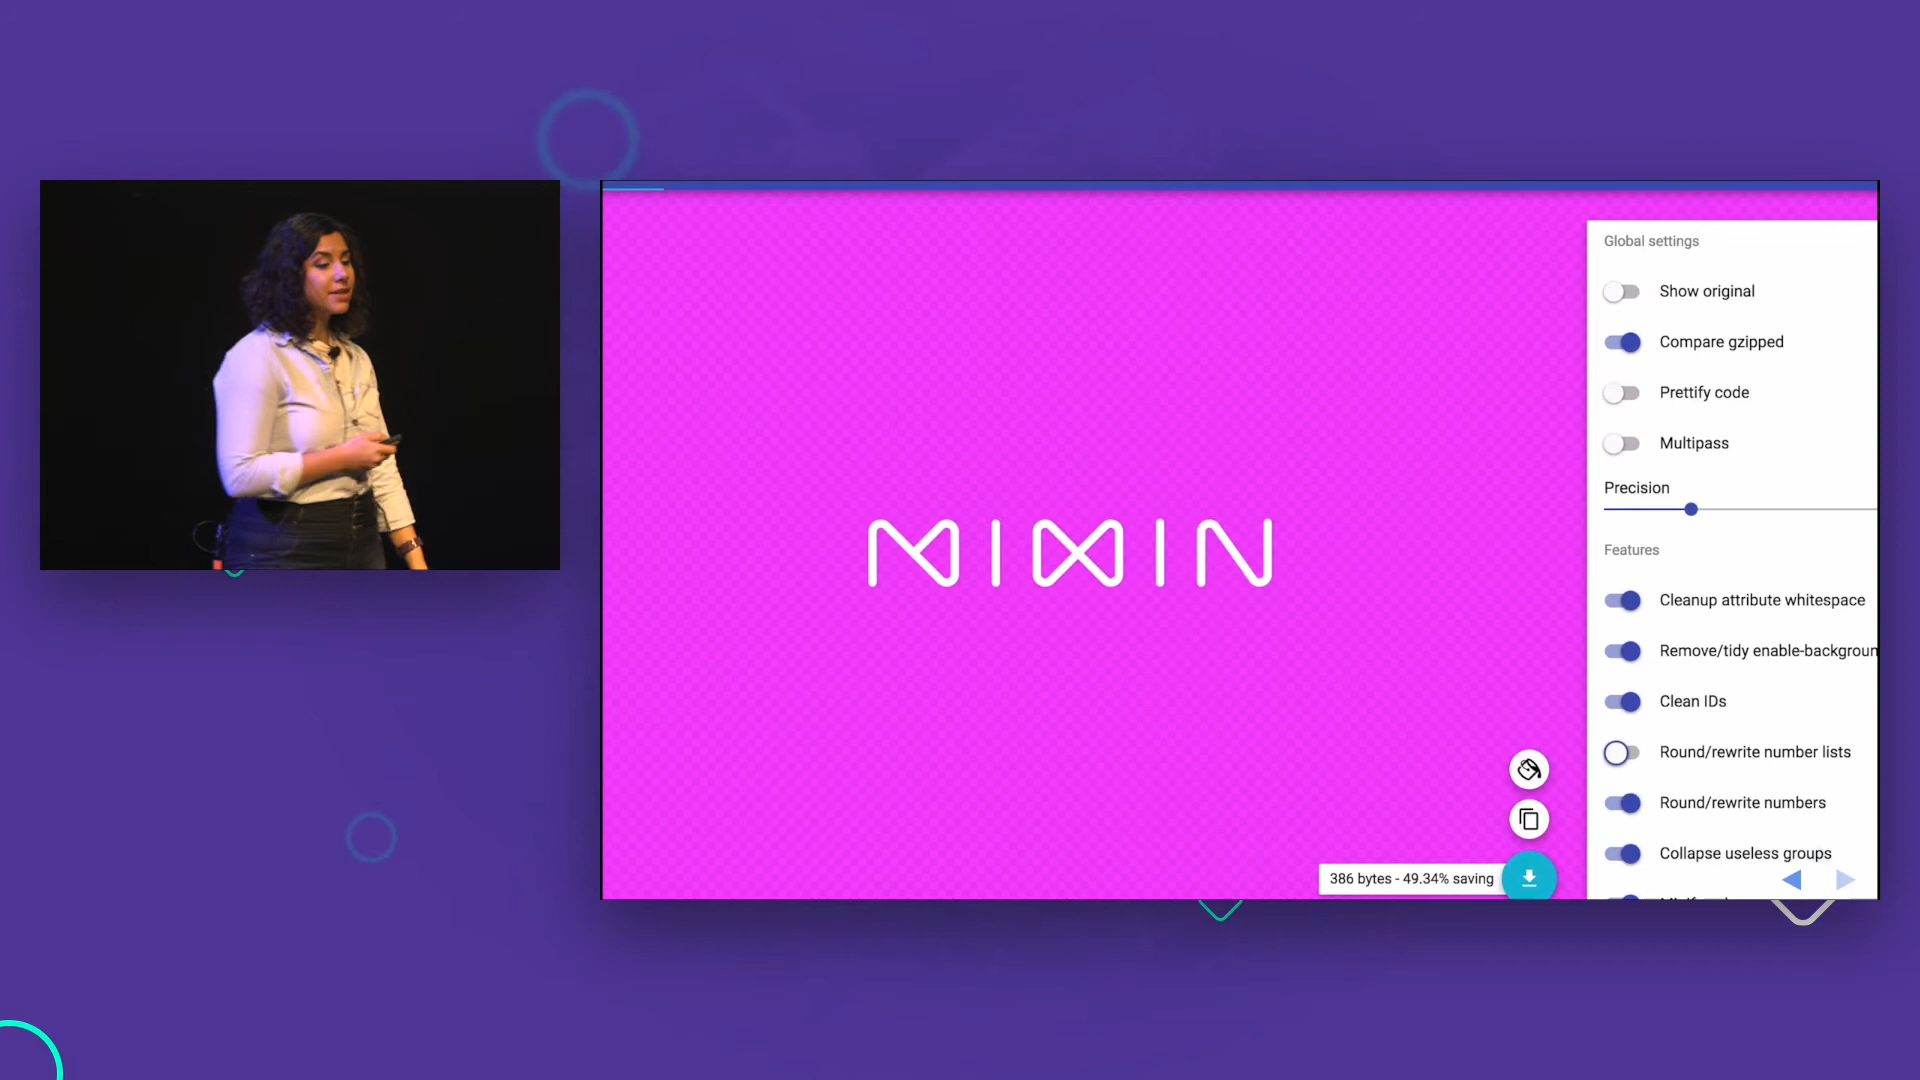 MIXIN
Global settings
Show original
Compare gzipped
Prettify code
Multipass
Precision
Features
Cleanup attribute whitespace
Remove/tidy enable-backgroun
Clean IDs
Round/rewrite number lists
Round/rewrite numbers
Collapse useless groups
386 bytes - 49.34% saving